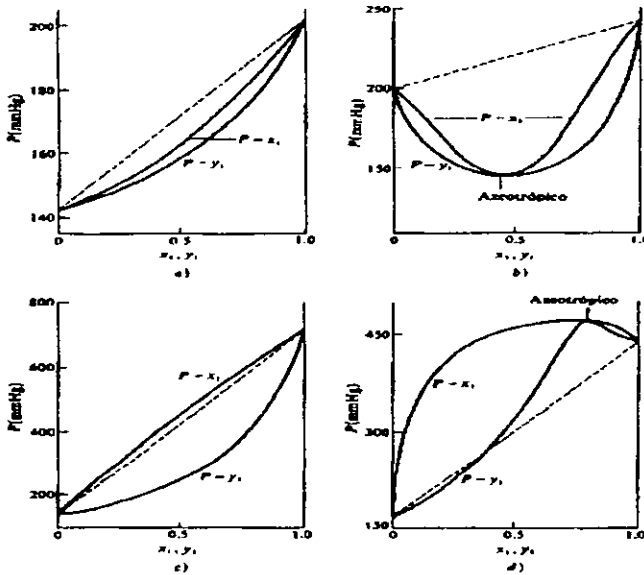 200
180
160
140
P(mmHg)
P – x₁
P – y₁
0
0.5
1.0
x₁, y₁
a)
250
200
150
P(mmHg)
P – x₁
P – y₁
Azeotrópico
0
0.5
1.0
x₁, y₁
b)
800
600
400
200
P(mmHg)
P – x₁
P – y₁
0
0.5
1.0
x₁, y₁
c)
Azeotrópico
450
300
150
P(mmHg)
P – x₁
P – y₁
0
0.5
1.0
x₁, y₁
d)